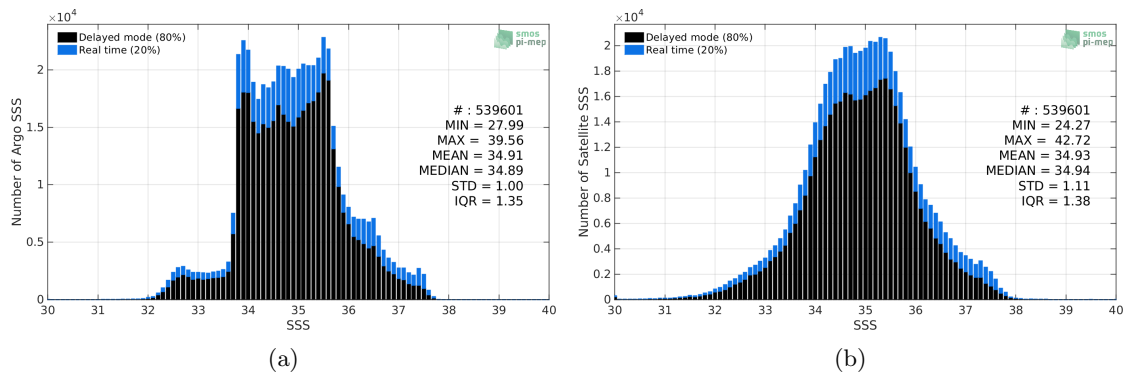 ×10⁴
Delayed mode (80%)
Real time (20%)
smos
pi-mep
# : 539601
MIN = 27.99
MAX = 39.56
MEAN = 34.91
MEDIAN = 34.89
STD = 1.00
IQR = 1.35
Number of Argo SSS
2
1.5
1
0.5
0
30 31 32 33 34 35 36 37 38 39 40
SSS
(a)
×10⁴
Delayed mode (80%)
Real time (20%)
smos
pi-mep
# : 539601
MIN = 24.27
MAX = 42.72
MEAN = 34.93
MEDIAN = 34.94
STD = 1.11
IQR = 1.38
Number of Satellite SSS
2
1.8
1.6
1.4
1.2
1
0.8
0.6
0.4
0.2
0
30 31 32 33 34 35 36 37 38 39 40
SSS
(b)